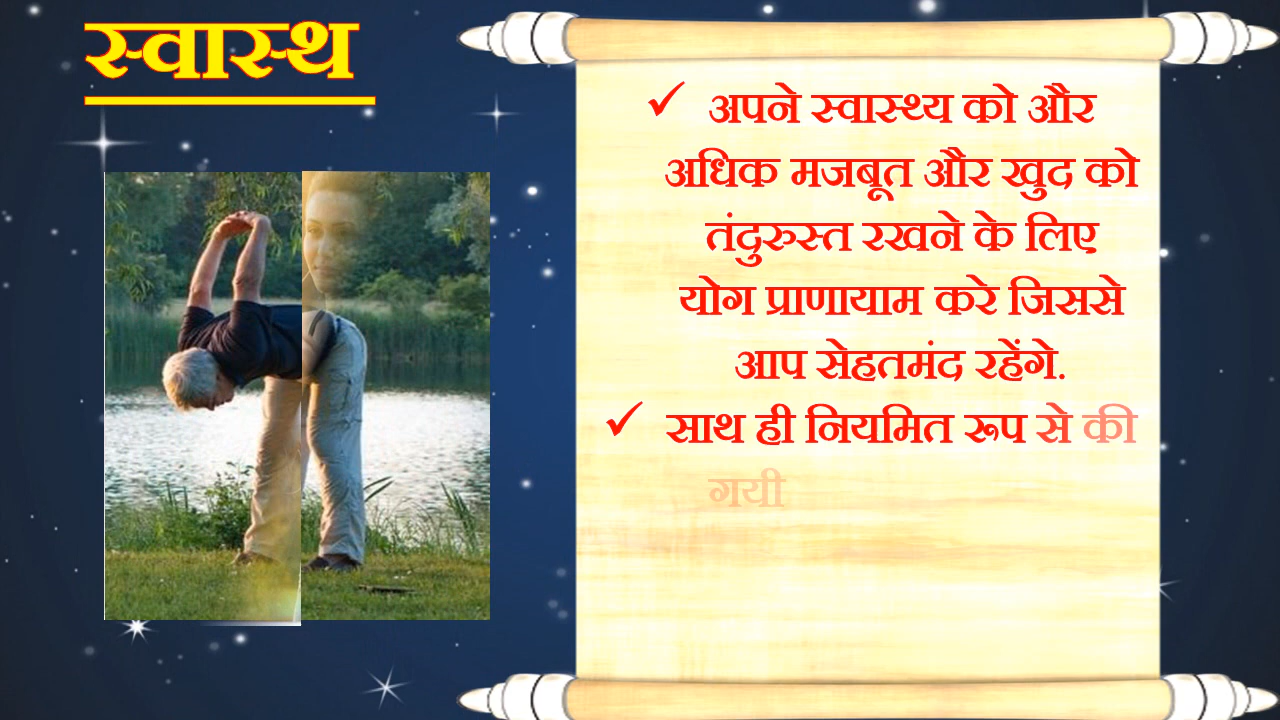 स्वास्थ
✓ अपने स्वास्थ्य को और
अधिक मजबूत और खुद को
तंदुरुस्त रखने के लिए
योग प्राणायाम करे जिससे
आप सेहतमंद रहेंगे.
✓ साथ ही नियमित रूप से की
गयी